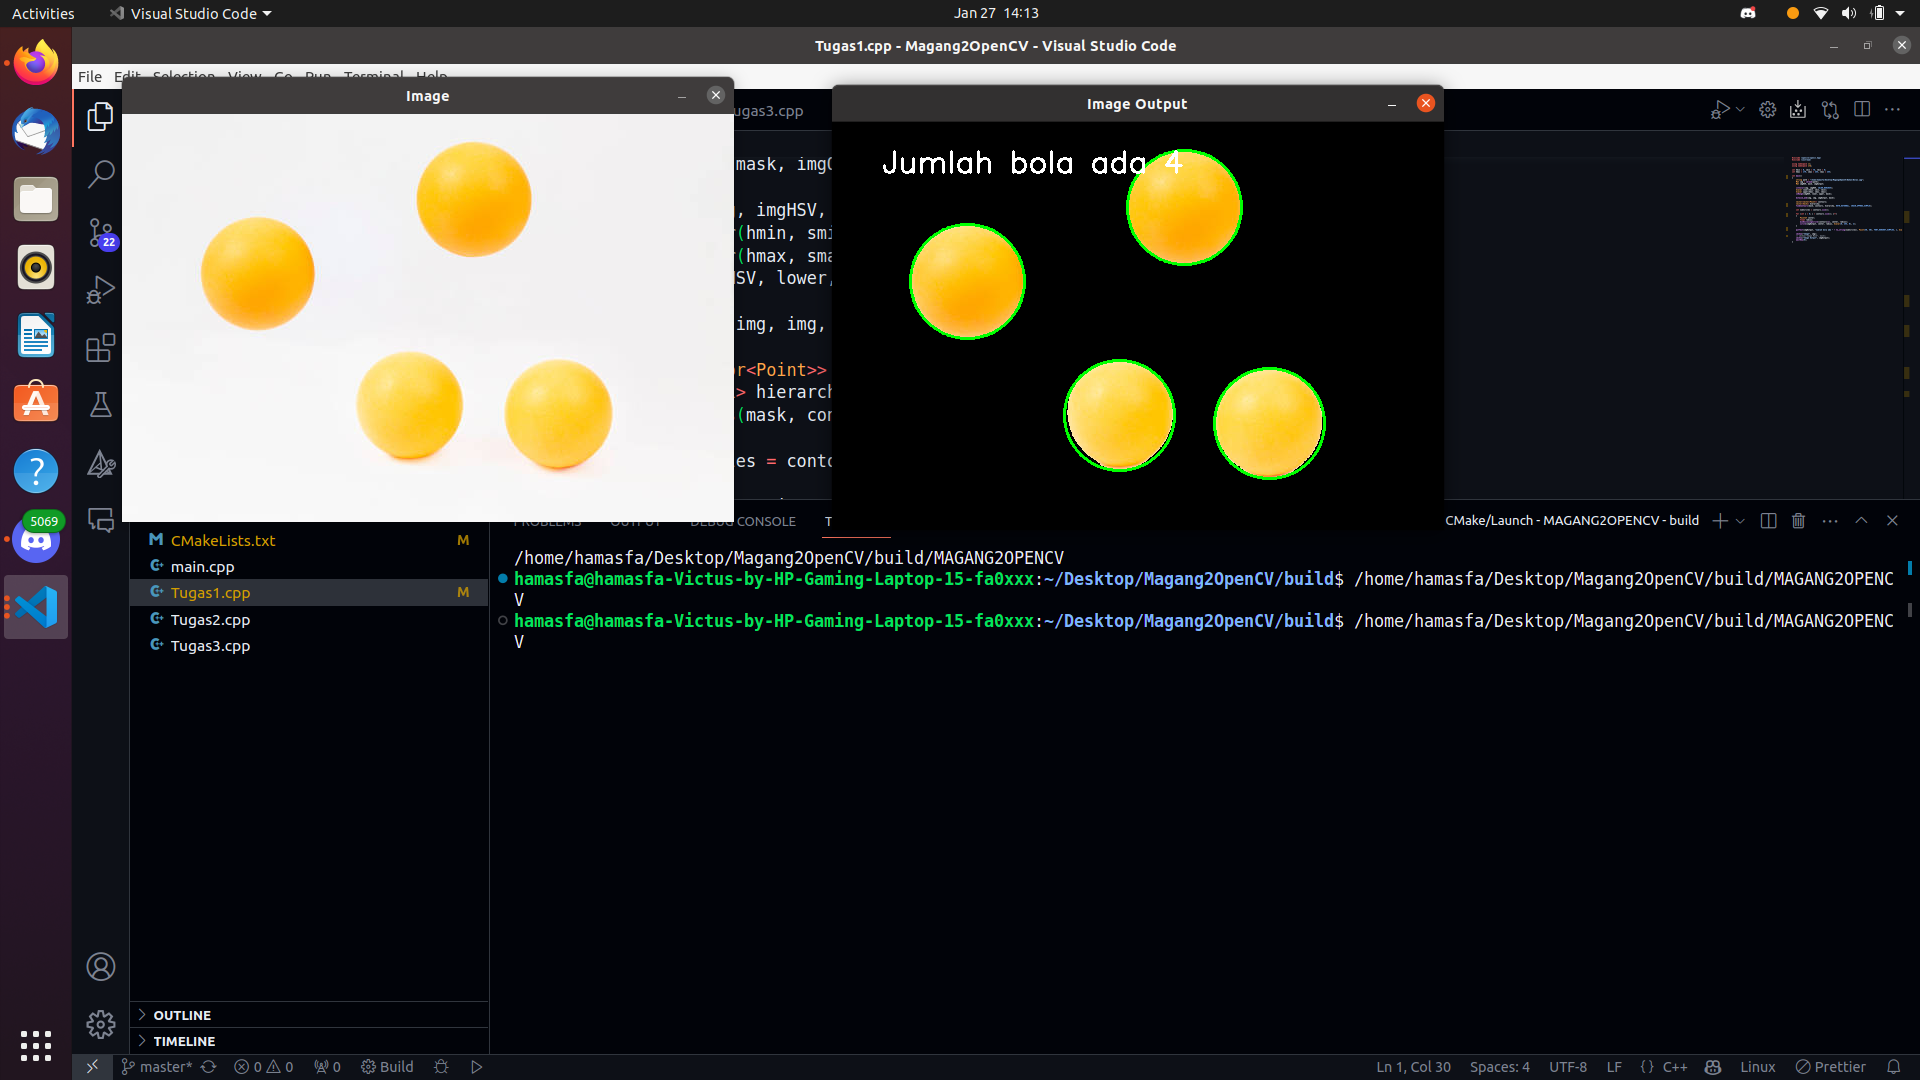 Activities
Visual Studio Code
Jan 27 14:13
Tugas1.cpp - Magang2OpenCV - Visual Studio Code
File Edit Selection View Go Run Terminal Help
Image
Image Output
ugas3.cpp
Jumlah bola ada 4
mask, imgO
, imgHSV,
(hmin, smi
(hmax, sma
SV, lower,
img, img,
or<Point>>
> hierarch
(mask, con
es = conto
22
5069
PROBLEMS OUTPUT DEBUG CONSOLE T
CMake/Launch - MAGANG2OPENCV - build
CMakeLists.txt M
main.cpp
Tugas1.cpp M
Tugas2.cpp
Tugas3.cpp
/home/hamasfa/Desktop/Magang2OpenCV/build/MAGANG2OPENCV
hamasfa@hamasfa-Victus-by-HP-Gaming-Laptop-15-fa0xxx:~/Desktop/Magang2OpenCV/build$ /home/hamasfa/Desktop/Magang2OpenCV/build/MAGANG2OPENC
V
hamasfa@hamasfa-Victus-by-HP-Gaming-Laptop-15-fa0xxx:~/Desktop/Magang2OpenCV/build$ /home/hamasfa/Desktop/Magang2OpenCV/build/MAGANG2OPENC
V
OUTLINE
TIMELINE
master* 0 0 0 Build
Ln 1, Col 30 Spaces: 4 UTF-8 LF {} C++ Linux Prettier